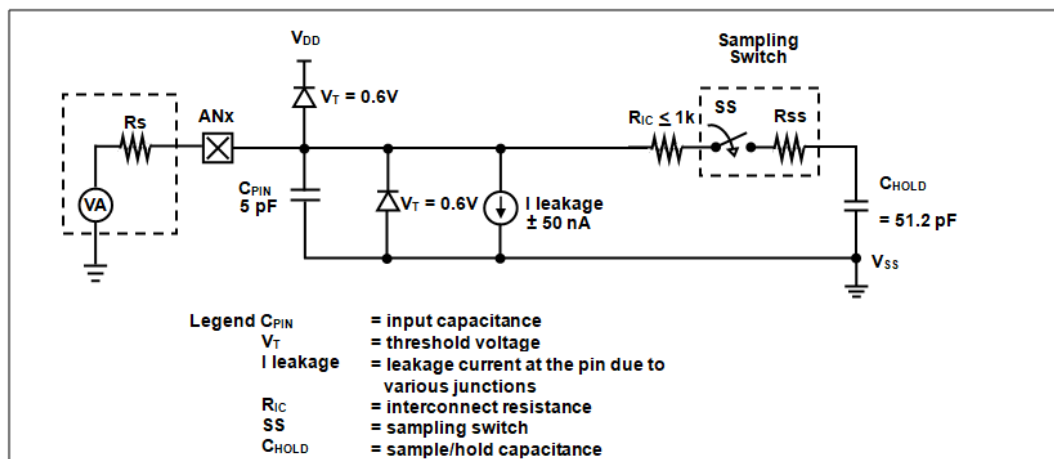 Sampling
Switch
VDD
VT = 0.6V
ANx
Rs
RIC ≤ 1k
SS
Rss
VA
CPIN
5 pF
VT = 0.6V
I leakage
± 50 nA
CHOLD
= 51.2 pF
VSS
Legend CPIN = input capacitance
VT = threshold voltage
I leakage = leakage current at the pin due to
various junctions
RIC = interconnect resistance
SS = sampling switch
CHOLD = sample/hold capacitance